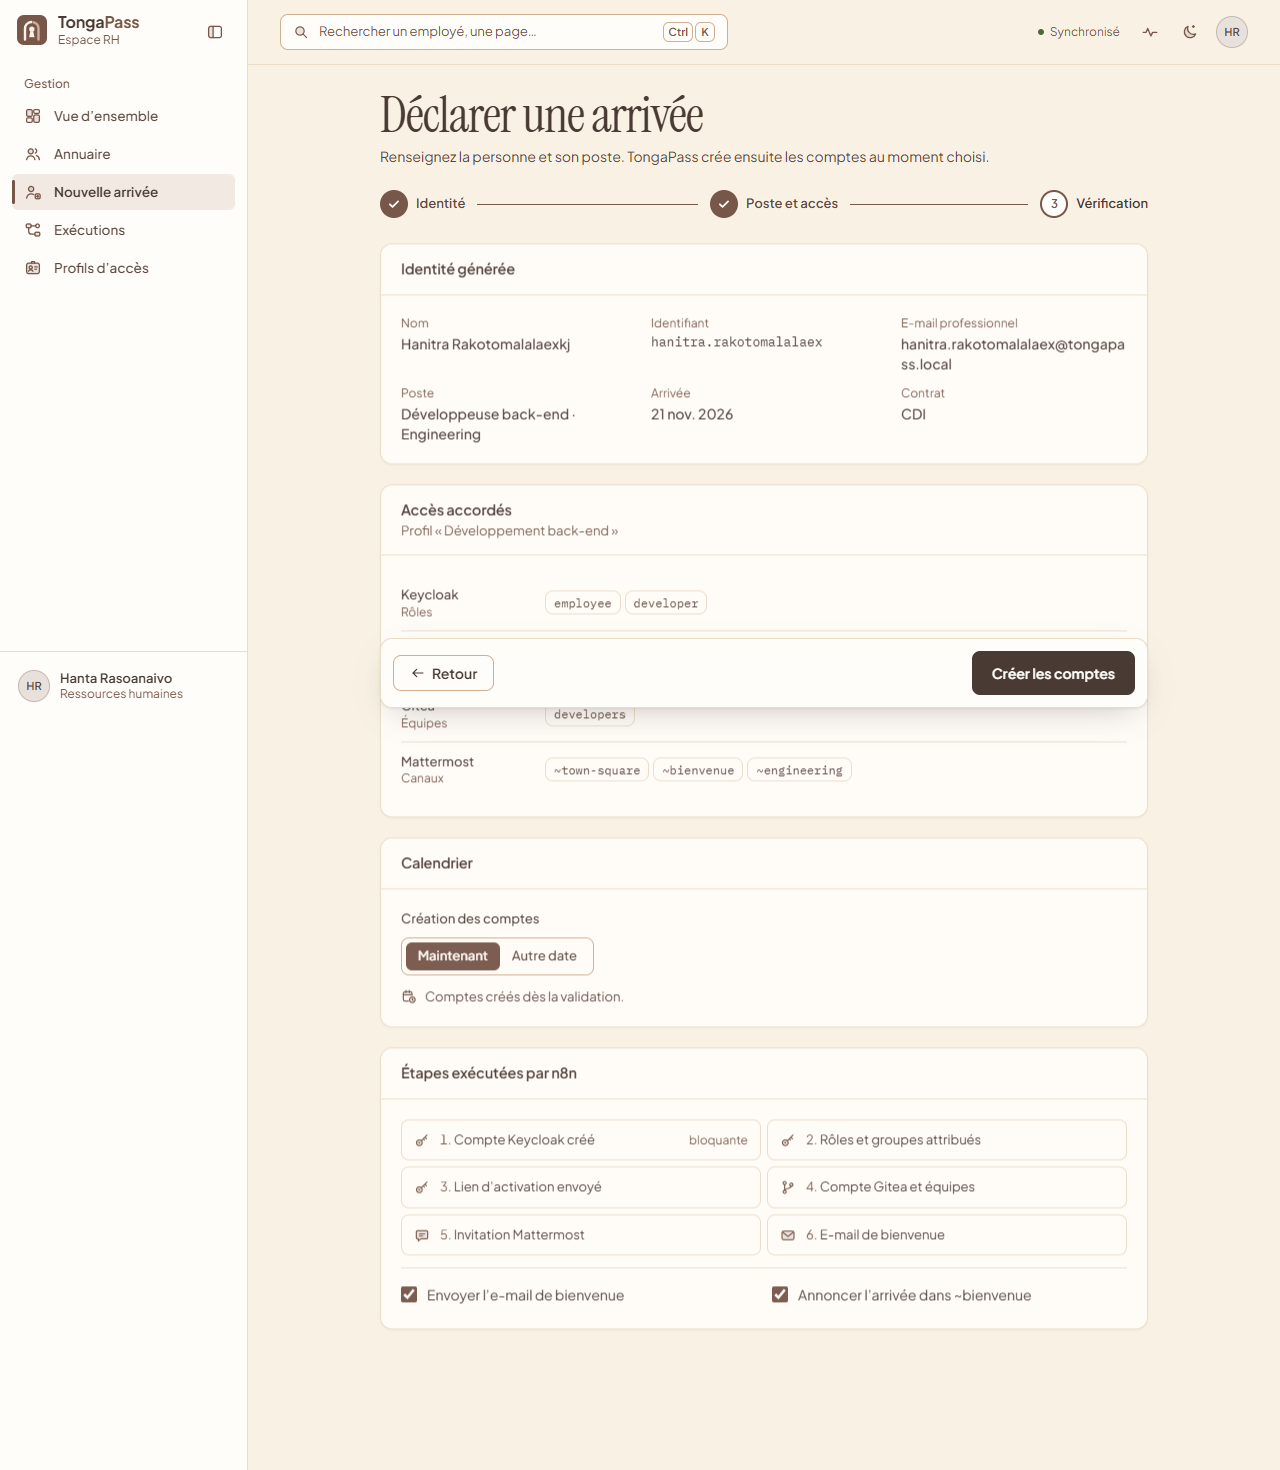 TongaPass
Espace RH
Rechercher un employé, une page…
Ctrl K
Synchronisé
HR
Gestion
Vue d’ensemble
Annuaire
Nouvelle arrivée
Exécutions
Profils d’accès
Hanta Rasoanaivo
HR
Ressources humaines
Déclarer une arrivée
Renseignez la personne et son poste. TongaPass crée ensuite les comptes au moment choisi.
Identité
Poste et accès
3 Vérification
Identité générée
Nom
Hanitra Rakotomalalaexkj
Identifiant
hanitra.rakotomalalaex
E-mail professionnel
hanitra.rakotomalalaex@tongapa
ss.local
Poste
Développeuse back-end ·
Engineering
Arrivée
21 nov. 2026
Contrat
CDI
Accès accordés
Profil « Développement back-end »
Keycloak
Rôles
employee developer
Retour
Créer les comptes
Gitea
Équipes
developers
Mattermost
Canaux
~town-square ~bienvenue ~engineering
Calendrier
Création des comptes
Maintenant Autre date
Comptes créés dès la validation.
Étapes exécutées par n8n
1. Compte Keycloak créé bloquante
2. Rôles et groupes attribués
3. Lien d’activation envoyé
4. Compte Gitea et équipes
5. Invitation Mattermost
6. E-mail de bienvenue
Envoyer l’e-mail de bienvenue
Annoncer l’arrivée dans ~bienvenue